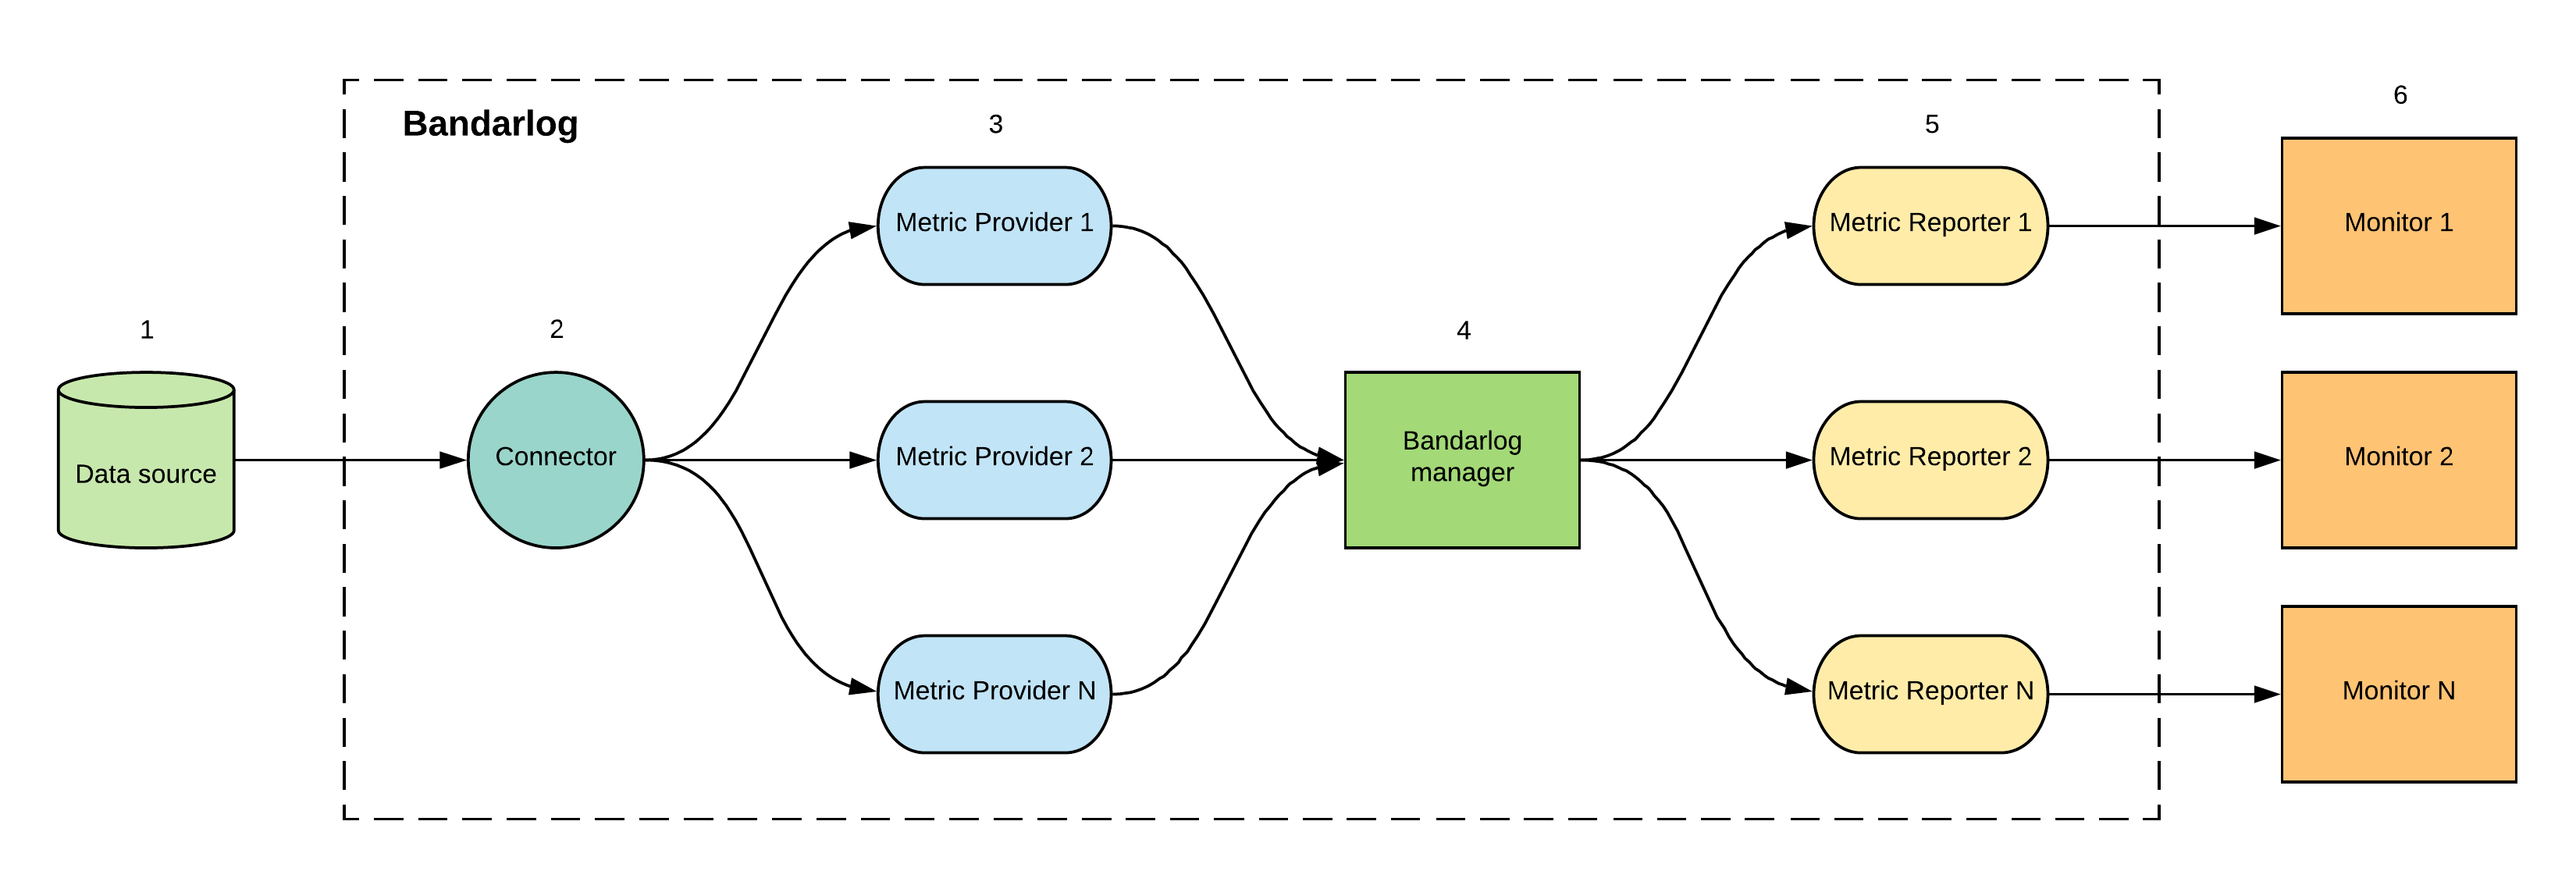 Bandarlog
1
2
3
4
5
6
Data source
Connector
Metric Provider 1
Metric Provider 2
Metric Provider N
Bandarlog
manager
Metric Reporter 1
Metric Reporter 2
Metric Reporter N
Monitor 1
Monitor 2
Monitor N